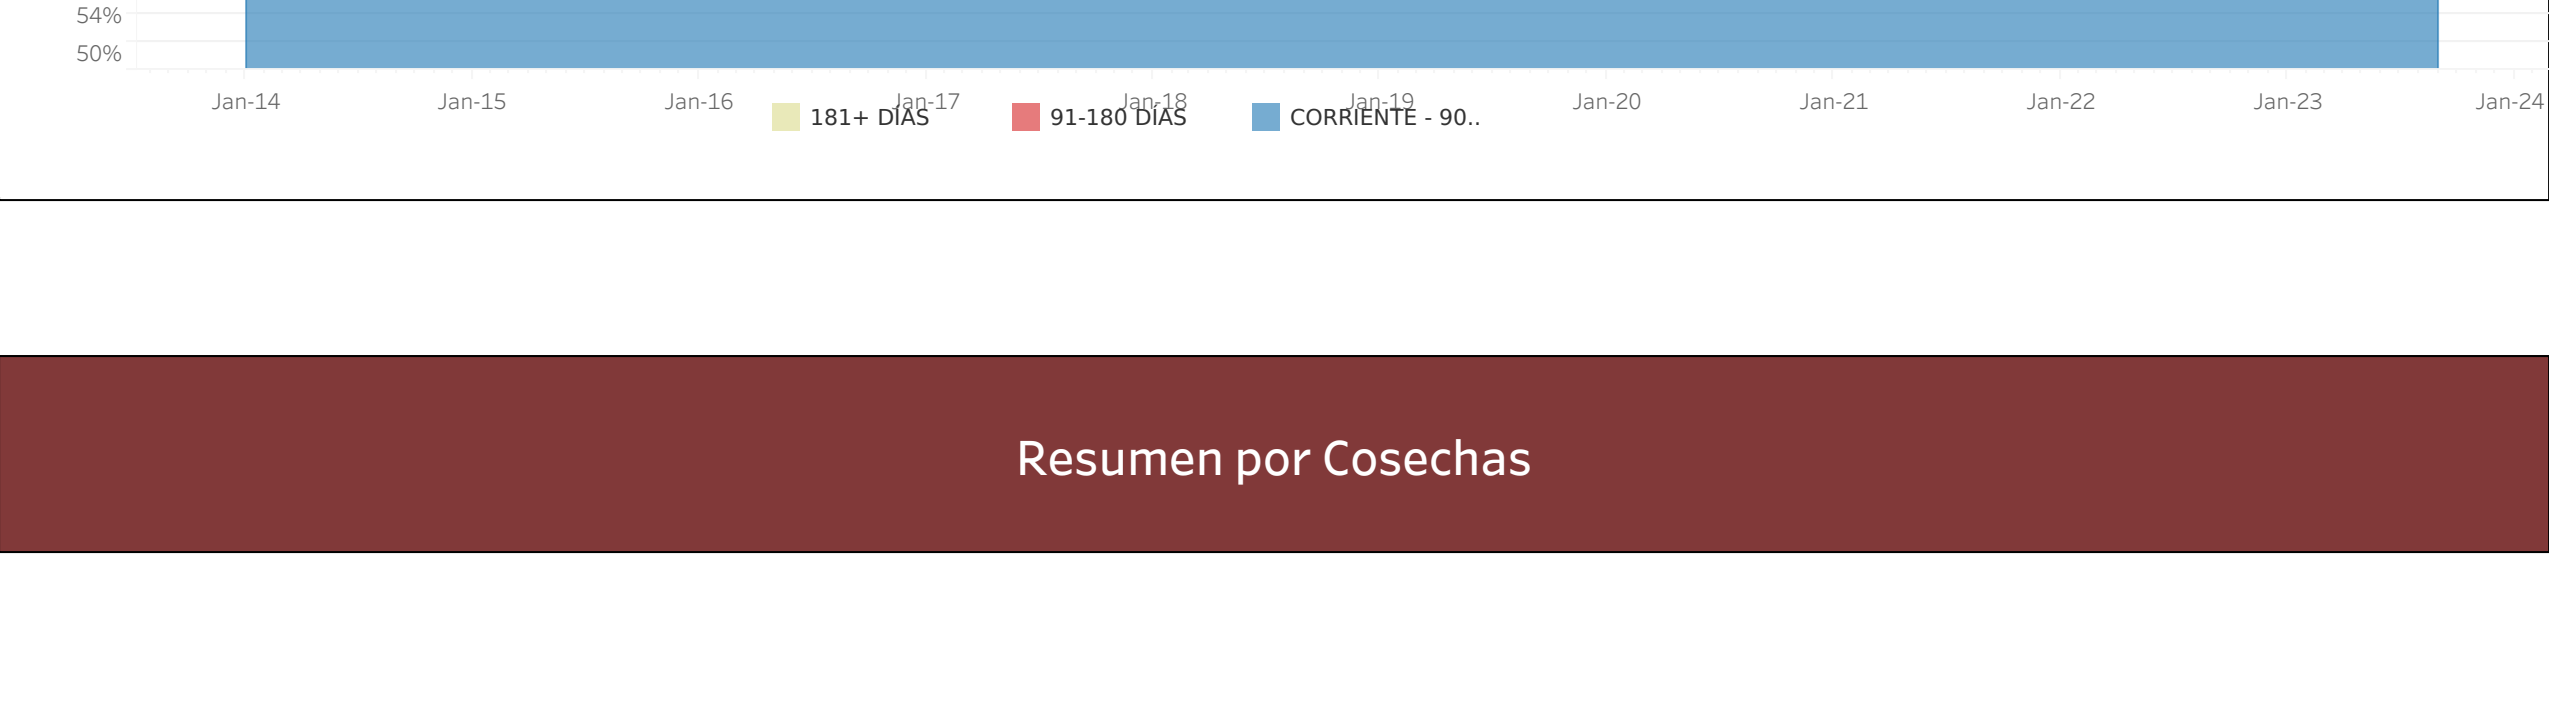 54%
50%
Jan-14 Jan-15 Jan-16 Jan-17 Jan-18 Jan-19 Jan-20 Jan-21 Jan-22 Jan-23 Jan-24
181+ DÍAS 91-180 DÍAS CORRIENTE - 90..
Resumen por Cosechas